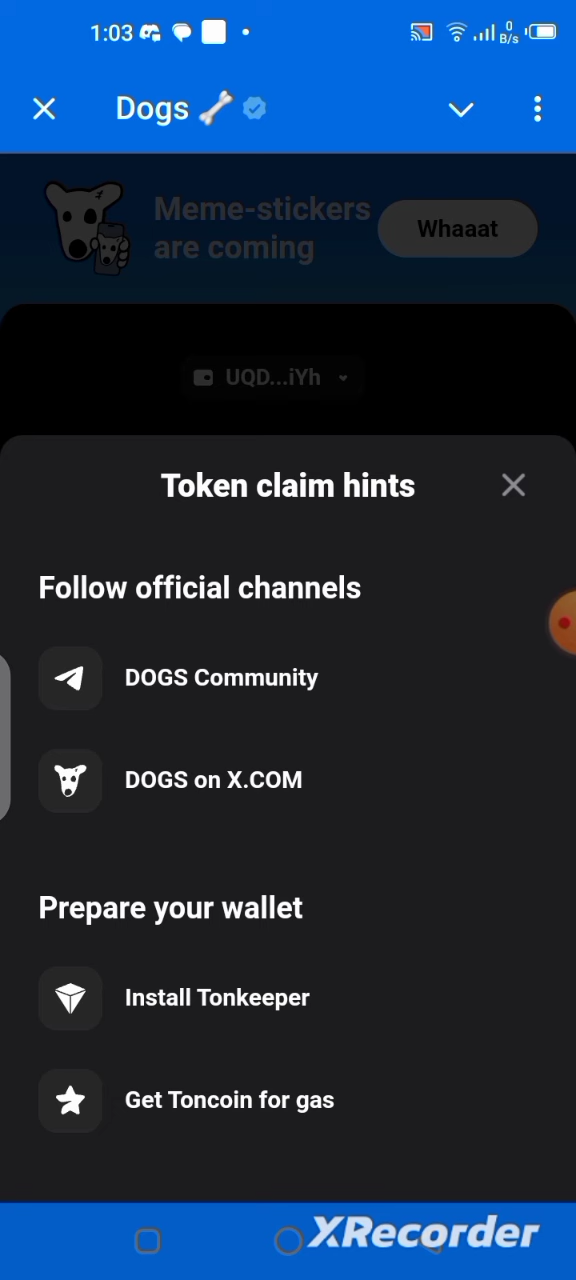 1:03
0
B/s
Dogs
Meme-stickers
are coming
Whaaat
UQD...iYh
Token claim hints
Follow official channels
DOGS Community
DOGS on X.COM
Prepare your wallet
Install Tonkeeper
Get Toncoin for gas
XRecorder